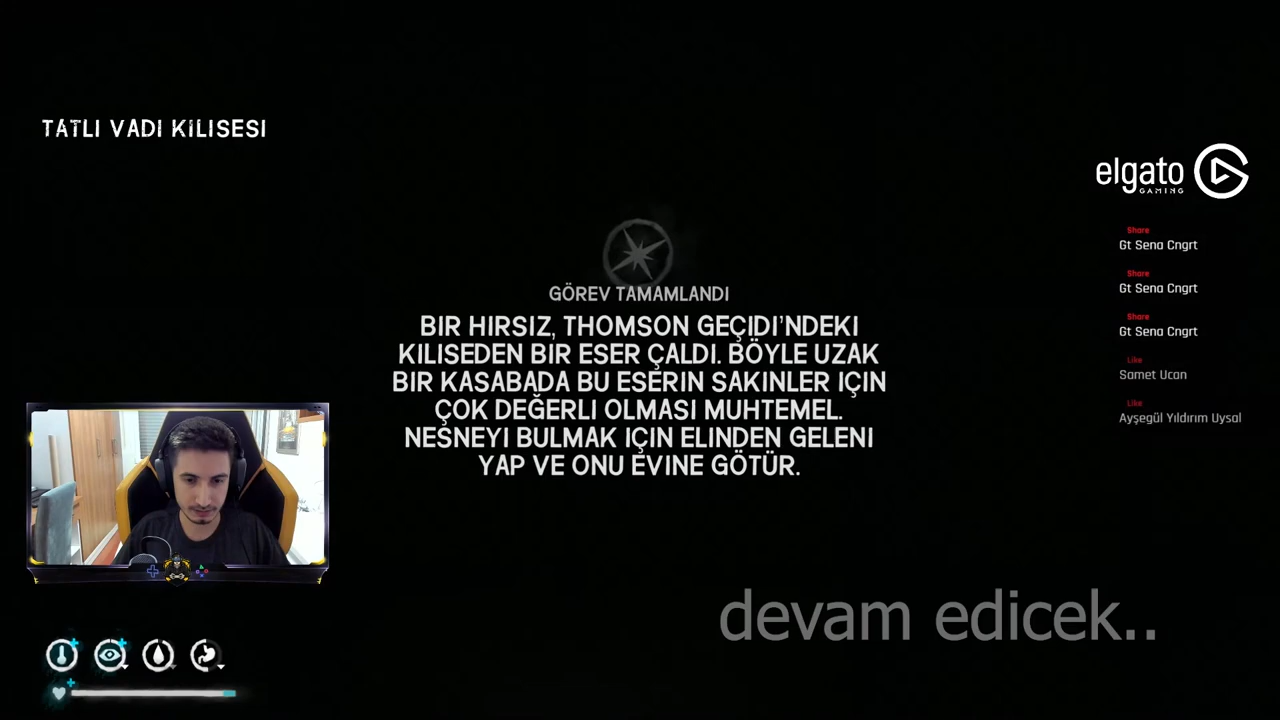 TATLI VADI KILISESI
elgato
GAMING
GÖREV TAMAMLANDI
BIR HIRSIZ, THOMSON GEÇIDI'NDEKI
KILISEDEN BIR ESER ÇALDI. BÖYLE UZAK
BIR KASABADA BU ESERIN SAKINLER IÇIN
ÇOK DEĞERLI OLMASI MUHTEMEL.
NESNEYI BULMAK IÇIN ELINDEN GELENI
YAP VE ONU EVINE GÖTÜR.
Share
Gt Sena Cngrt
Share
Gt Sena Cngrt
Share
Gt Sena Cngrt
Like
Samet Ucan
Like
Ayşegül Yıldırım Uysal
devam edicek..